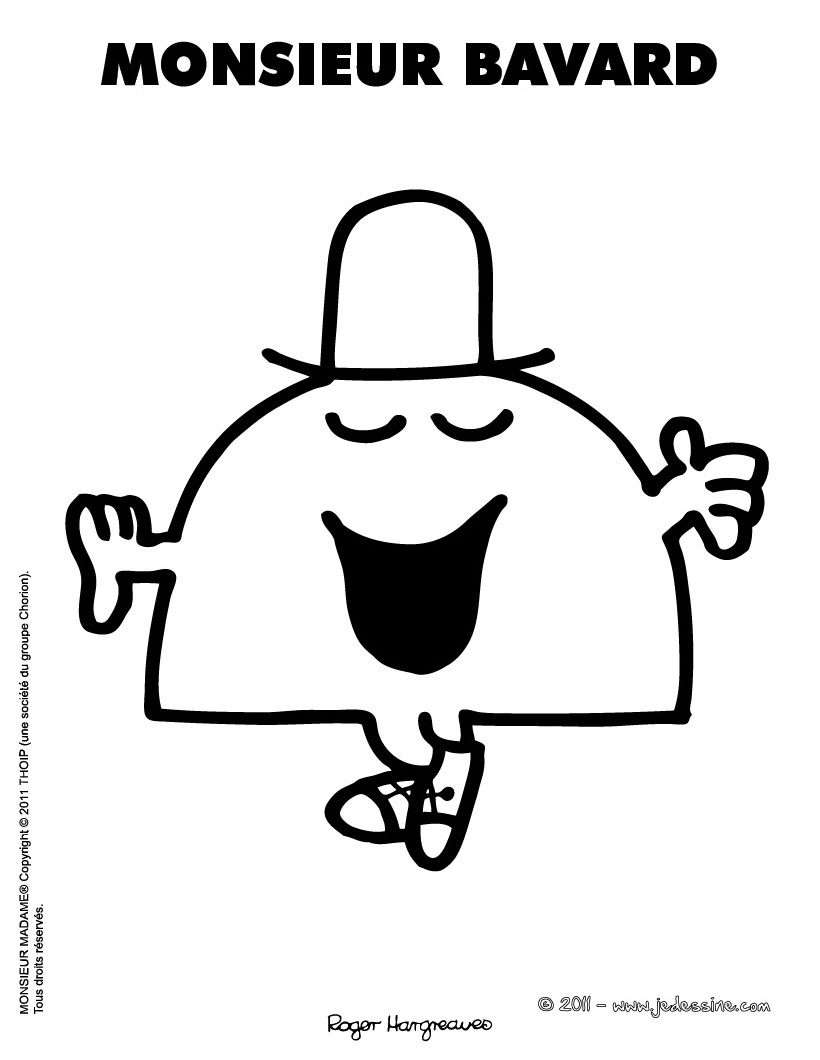 MONSIEUR BAVARD
MONSIEUR MADAME® Copyright © 2011 THOIP (une société du groupe Chorion).
Tous droits réservés.
© 2011 - www.jedessine.com
Roger Hargreaves